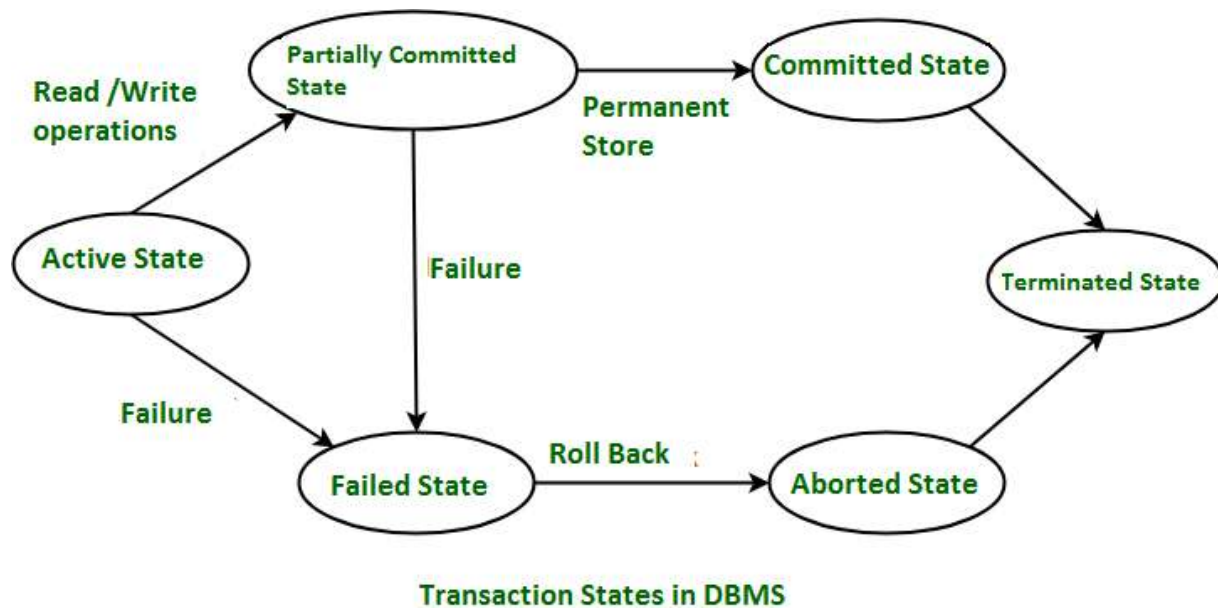 Partially Committed
State
Committed State
Read /Write
operations
Permanent
Store
Active State
Failure
Terminated State
Failure
Roll Back
Failed State
Aborted State
Transaction States in DBMS